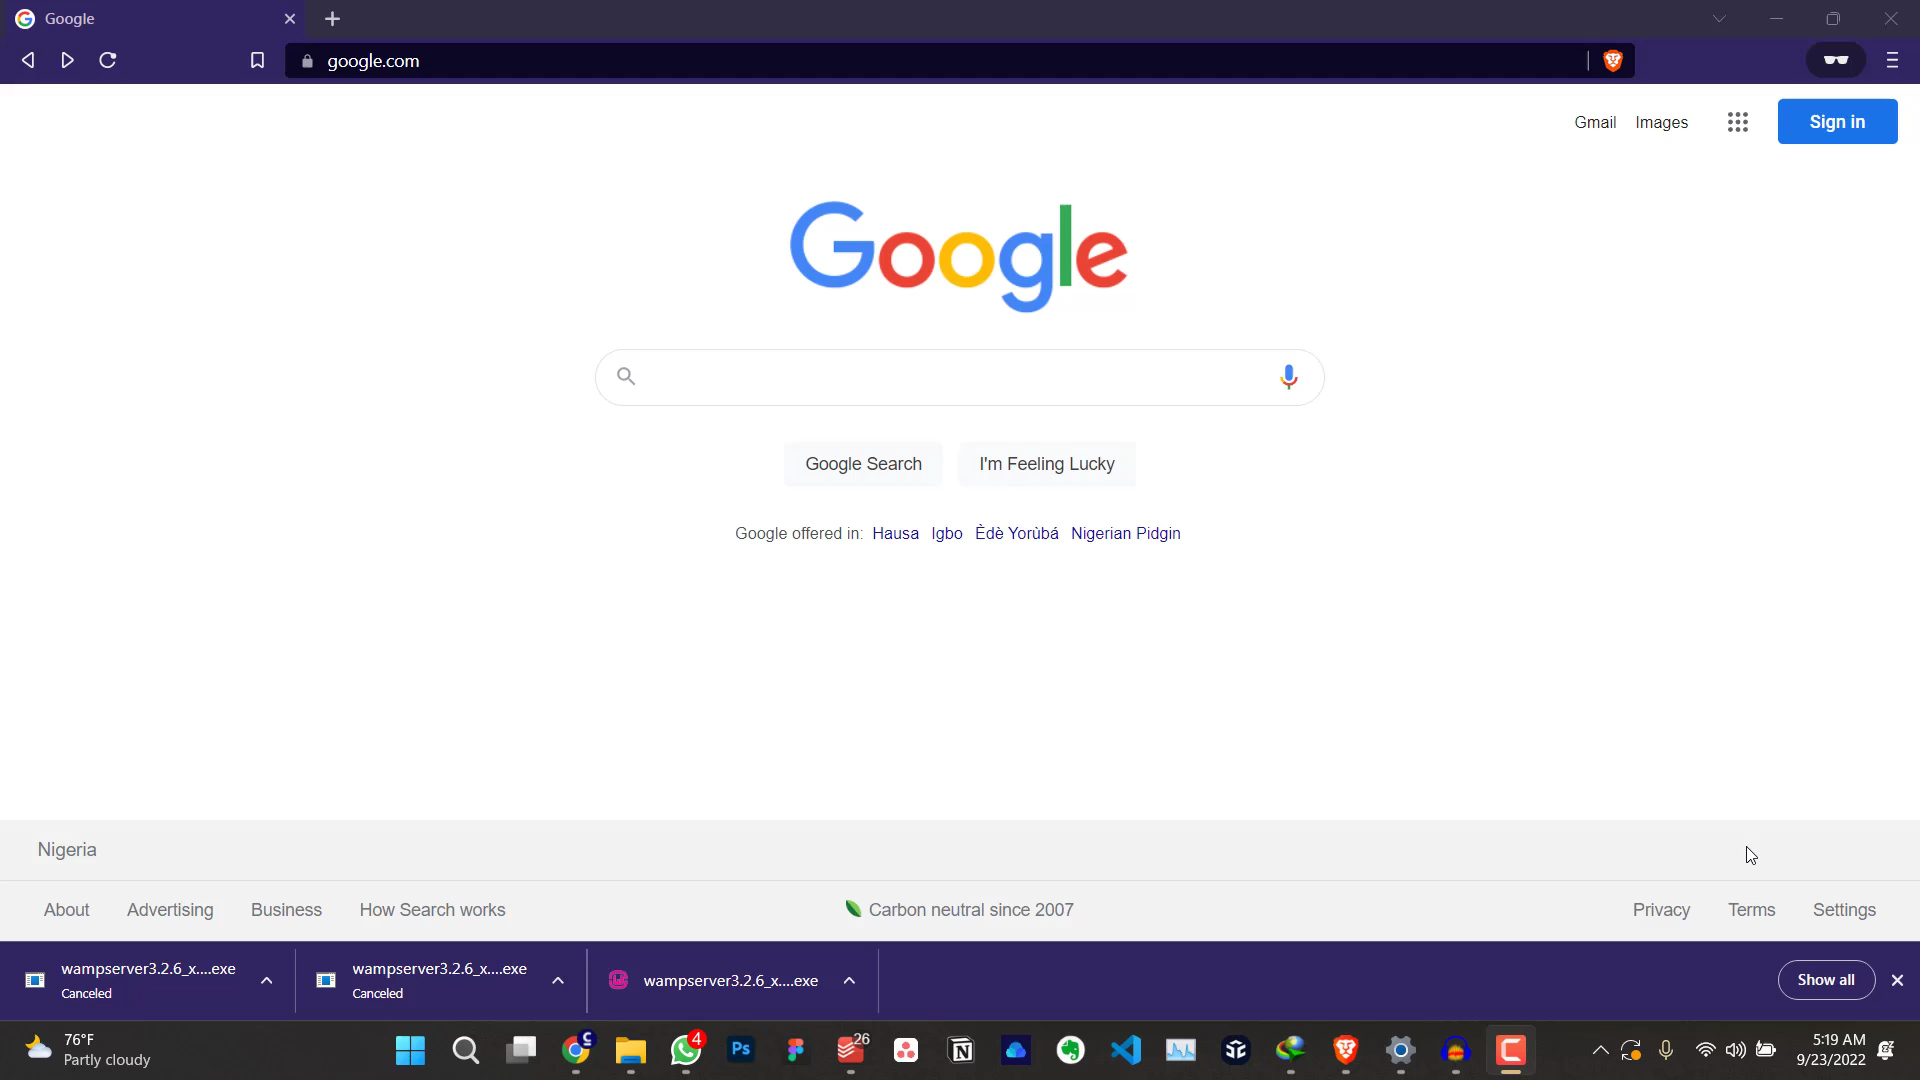 Google
google.com
Gmail Images Sign in
Google
Google Search I'm Feeling Lucky
Google offered in: Hausa Igbo Èdè Yorùbá Nigerian Pidgin
Nigeria
About Advertising Business How Search works Carbon neutral since 2007 Privacy Terms Settings
wampserver3.2.6_x....exe
Canceled
wampserver3.2.6_x....exe
Canceled
wampserver3.2.6_x....exe
Show all
76°F
Partly cloudy
C
4
Ps
26
5:19 AM
9/23/2022